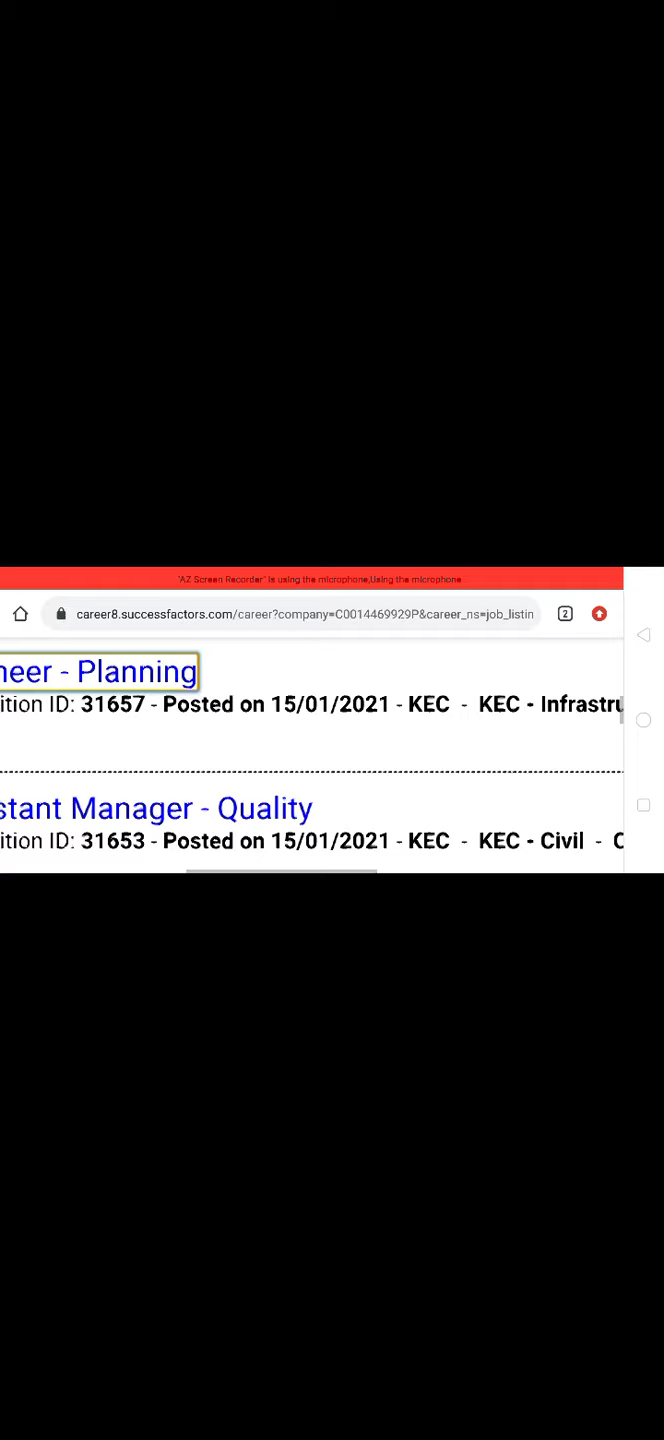 "AZ Screen Recorder" is using the microphone,Using the microphone
career8.successfactors.com/career?company=C0014469929P&career_ns=job_listin
2
neer - Planning
ition ID: 31657 - Posted on 15/01/2021 - KEC - KEC - Infrastru
stant Manager - Quality
ition ID: 31653 - Posted on 15/01/2021 - KEC - KEC - Civil - C